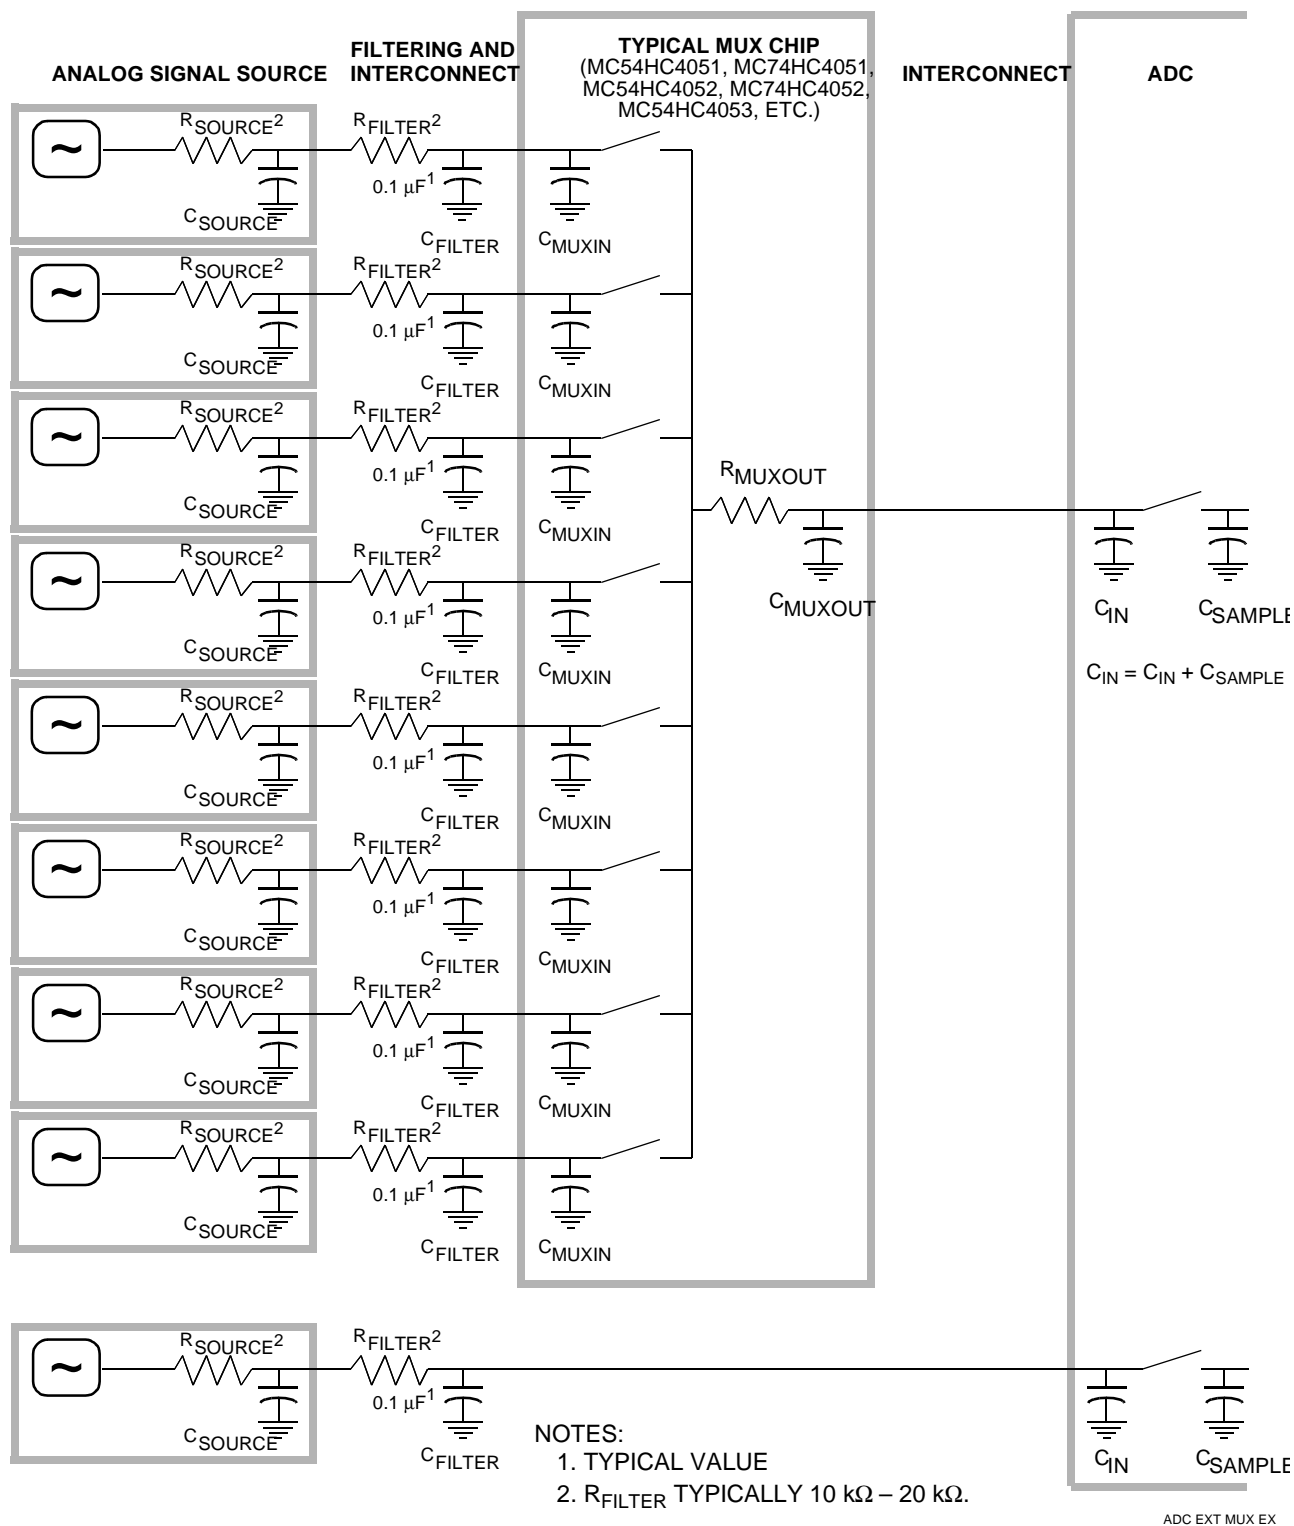 ANALOG SIGNAL SOURCE
FILTERING AND
INTERCONNECT
TYPICAL MUX CHIP
(MC54HC4051, MC74HC4051,
MC54HC4052, MC74HC4052,
MC54HC4053, ETC.)
INTERCONNECT
ADC
~
RSOURCE2
CSOURCE
RFILTER2
0.1 µF1
CFILTER
CMUXIN
~
RSOURCE2
CSOURCE
RFILTER2
0.1 µF1
CFILTER
CMUXIN
~
RSOURCE2
CSOURCE
RFILTER2
0.1 µF1
CFILTER
CMUXIN
~
RSOURCE2
CSOURCE
RFILTER2
0.1 µF1
CFILTER
CMUXIN
~
RSOURCE2
CSOURCE
RFILTER2
0.1 µF1
CFILTER
CMUXIN
~
RSOURCE2
CSOURCE
RFILTER2
0.1 µF1
CFILTER
CMUXIN
~
RSOURCE2
CSOURCE
RFILTER2
0.1 µF1
CFILTER
CMUXIN
~
RSOURCE2
CSOURCE
RFILTER2
0.1 µF1
CFILTER
CMUXIN
RMUXOUT
CMUXOUT
CIN
CSAMPLE
CIN = CIN + CSAMPLE
~
RSOURCE2
CSOURCE
RFILTER2
0.1 µF1
CFILTER
CIN
CSAMPLE
NOTES:
1. TYPICAL VALUE
2. RFILTER TYPICALLY 10 kΩ – 20 kΩ.
ADC EXT MUX EX